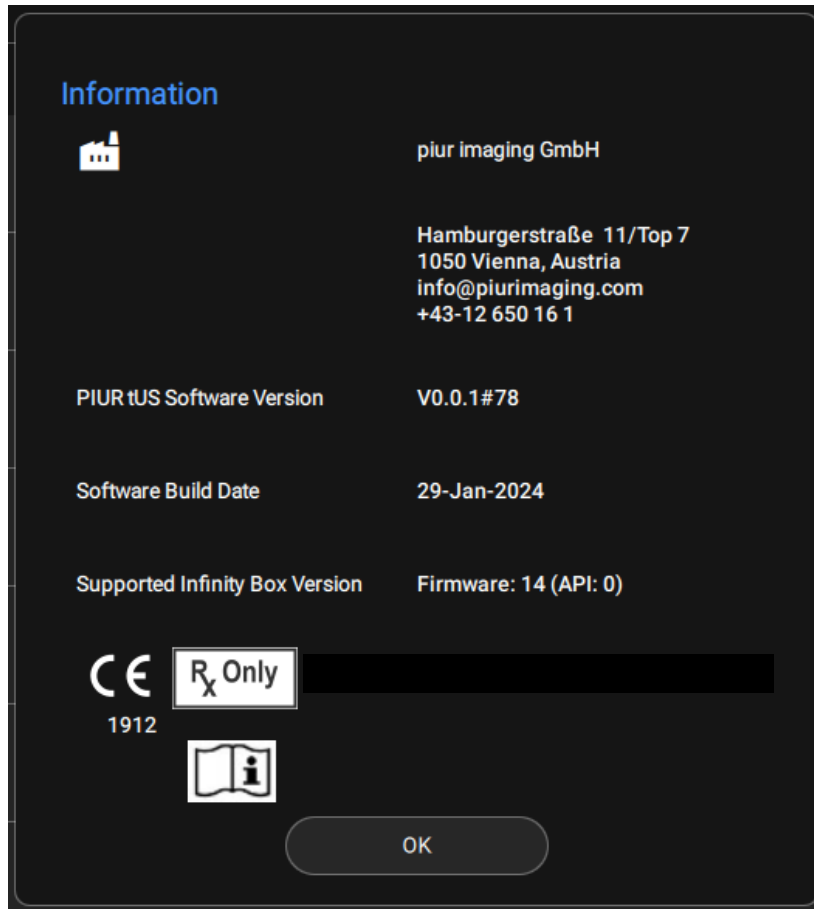 Information
piur imaging GmbH
Hamburgerstraße 11/Top 7
1050 Vienna, Austria
info@piurimaging.com
+43-12 650 16 1
PIUR tUS Software Version V0.0.1#78
Software Build Date 29-Jan-2024
Supported Infinity Box Version Firmware: 14 (API: 0)
CE Rx Only
1912
i
OK